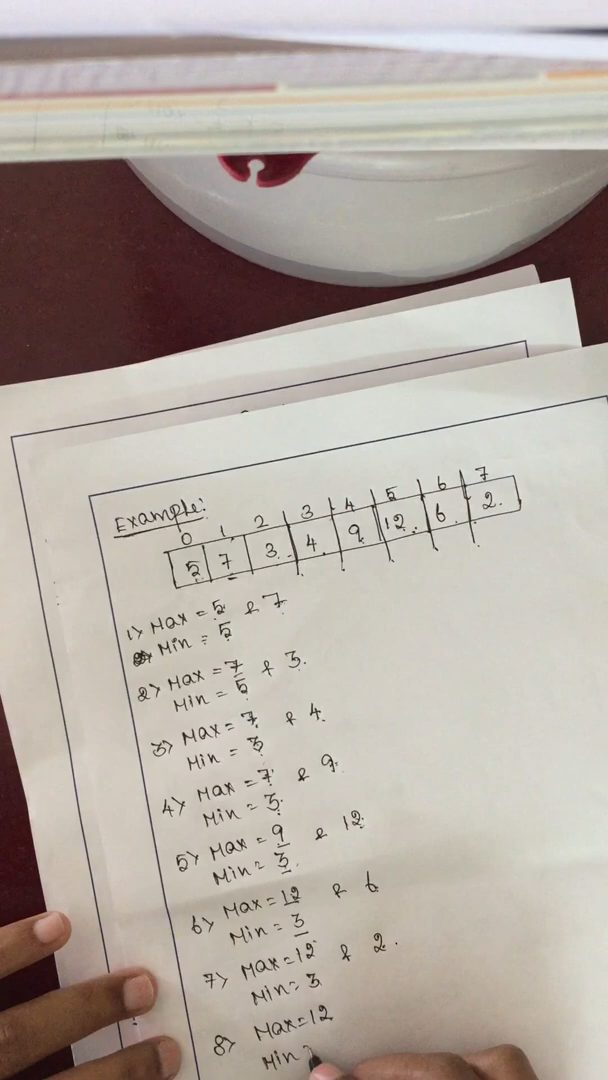 Example:
0 1 2 3 4 5 6 7
5 7 3 4 9 12 6 2
1) Max = 5 & 7
Min = 5
2) Max = 7 & 3.
Min = 5
3) Max = 7 & 4.
Min = 3
4) Max = 7 & 9.
Min = 3.
5) Max = 9 & 12
Min = 3.
6) Max = 12 & 6
Min = 3
7) Max = 12 & 2.
Min = 3
8) Max = 12
Min =